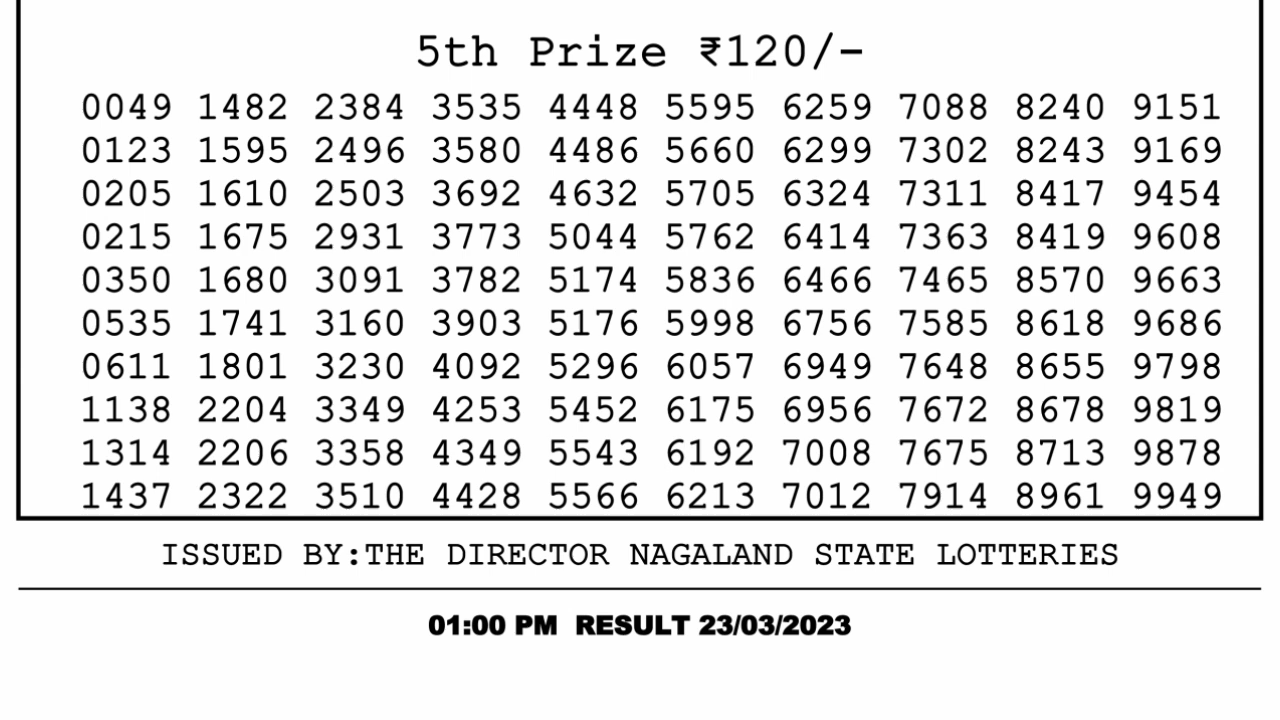 5th Prize ₹120/-
0049 1482 2384 3535 4448 5595 6259 7088 8240 9151
0123 1595 2496 3580 4486 5660 6299 7302 8243 9169
0205 1610 2503 3692 4632 5705 6324 7311 8417 9454
0215 1675 2931 3773 5044 5762 6414 7363 8419 9608
0350 1680 3091 3782 5174 5836 6466 7465 8570 9663
0535 1741 3160 3903 5176 5998 6756 7585 8618 9686
0611 1801 3230 4092 5296 6057 6949 7648 8655 9798
1138 2204 3349 4253 5452 6175 6956 7672 8678 9819
1314 2206 3358 4349 5543 6192 7008 7675 8713 9878
1437 2322 3510 4428 5566 6213 7012 7914 8961 9949
ISSUED BY:THE DIRECTOR NAGALAND STATE LOTTERIES
01:00 PM RESULT 23/03/2023